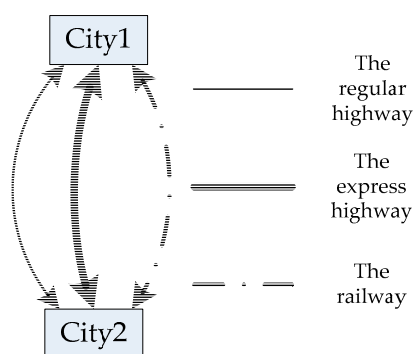 City1
The
regular
highway
The
express
highway
The
railway
City2